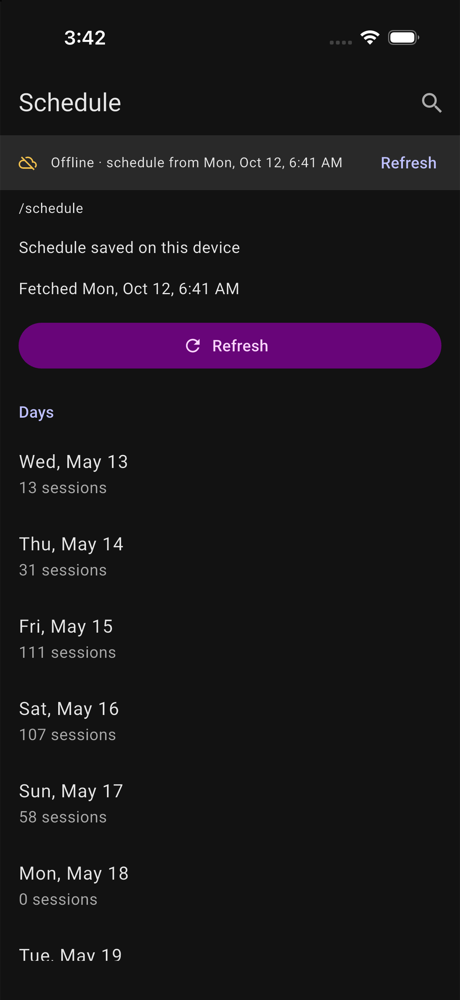 3:42
Schedule
Offline · schedule from Mon, Oct 12, 6:41 AM Refresh
/schedule
Schedule saved on this device
Fetched Mon, Oct 12, 6:41 AM
Refresh
Days
Wed, May 13
13 sessions
Thu, May 14
31 sessions
Fri, May 15
111 sessions
Sat, May 16
107 sessions
Sun, May 17
58 sessions
Mon, May 18
0 sessions
Tue, May 19